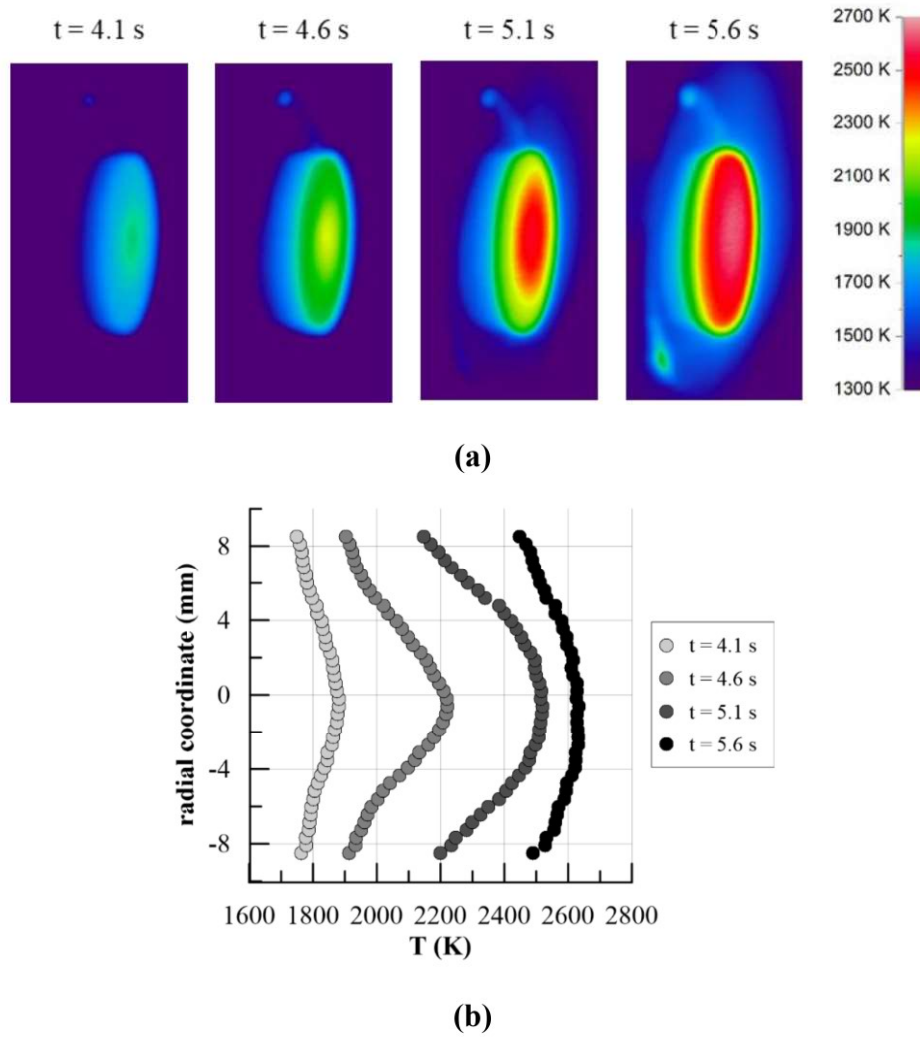 t = 4.1 s
t = 4.6 s
t = 5.1 s
t = 5.6 s
2700 K
2500 K
2300 K
2100 K
1900 K
1700 K
1500 K
1300 K
(a)
8
4
0
-4
-8
radial coordinate (mm)
t = 4.1 s
t = 4.6 s
t = 5.1 s
t = 5.6 s
1600 1800 2000 2200 2400 2600 2800
T (K)
(b)